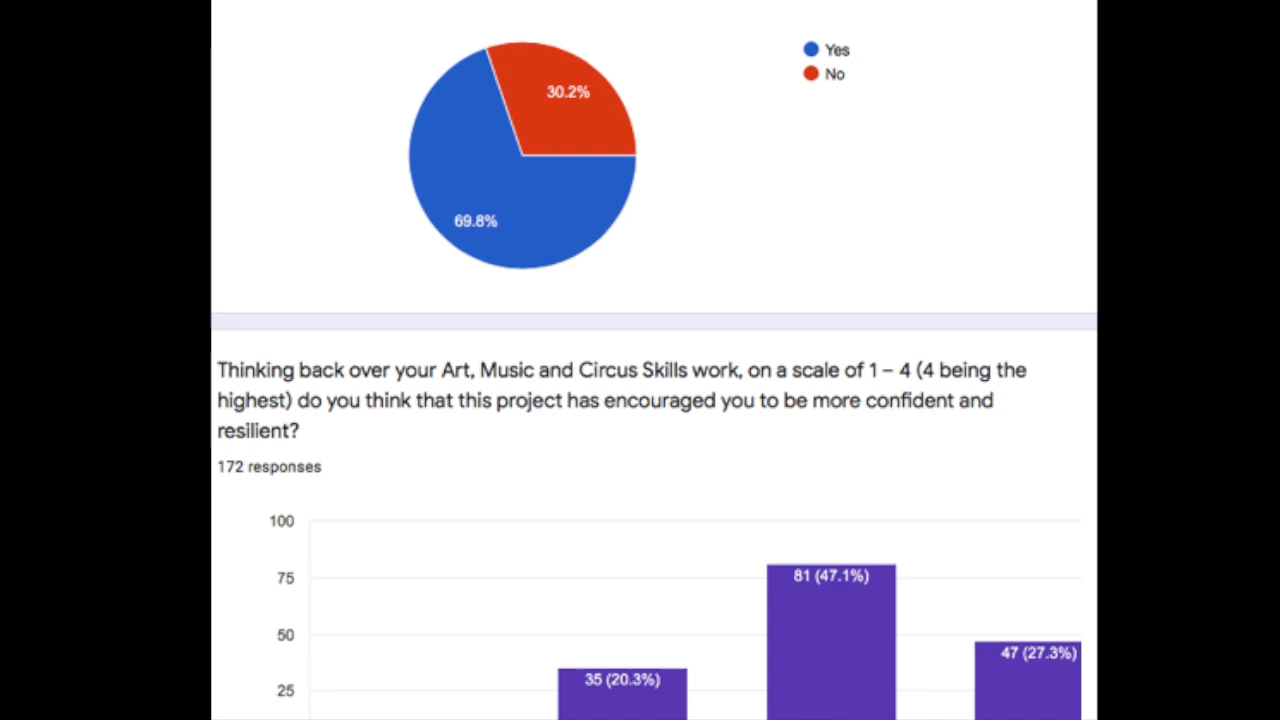 Yes
No
30.2%
69.8%
Thinking back over your Art, Music and Circus Skills work, on a scale of 1 – 4 (4 being the
highest) do you think that this project has encouraged you to be more confident and
resilient?
172 responses
100
75
50
25
81 (47.1%)
47 (27.3%)
35 (20.3%)